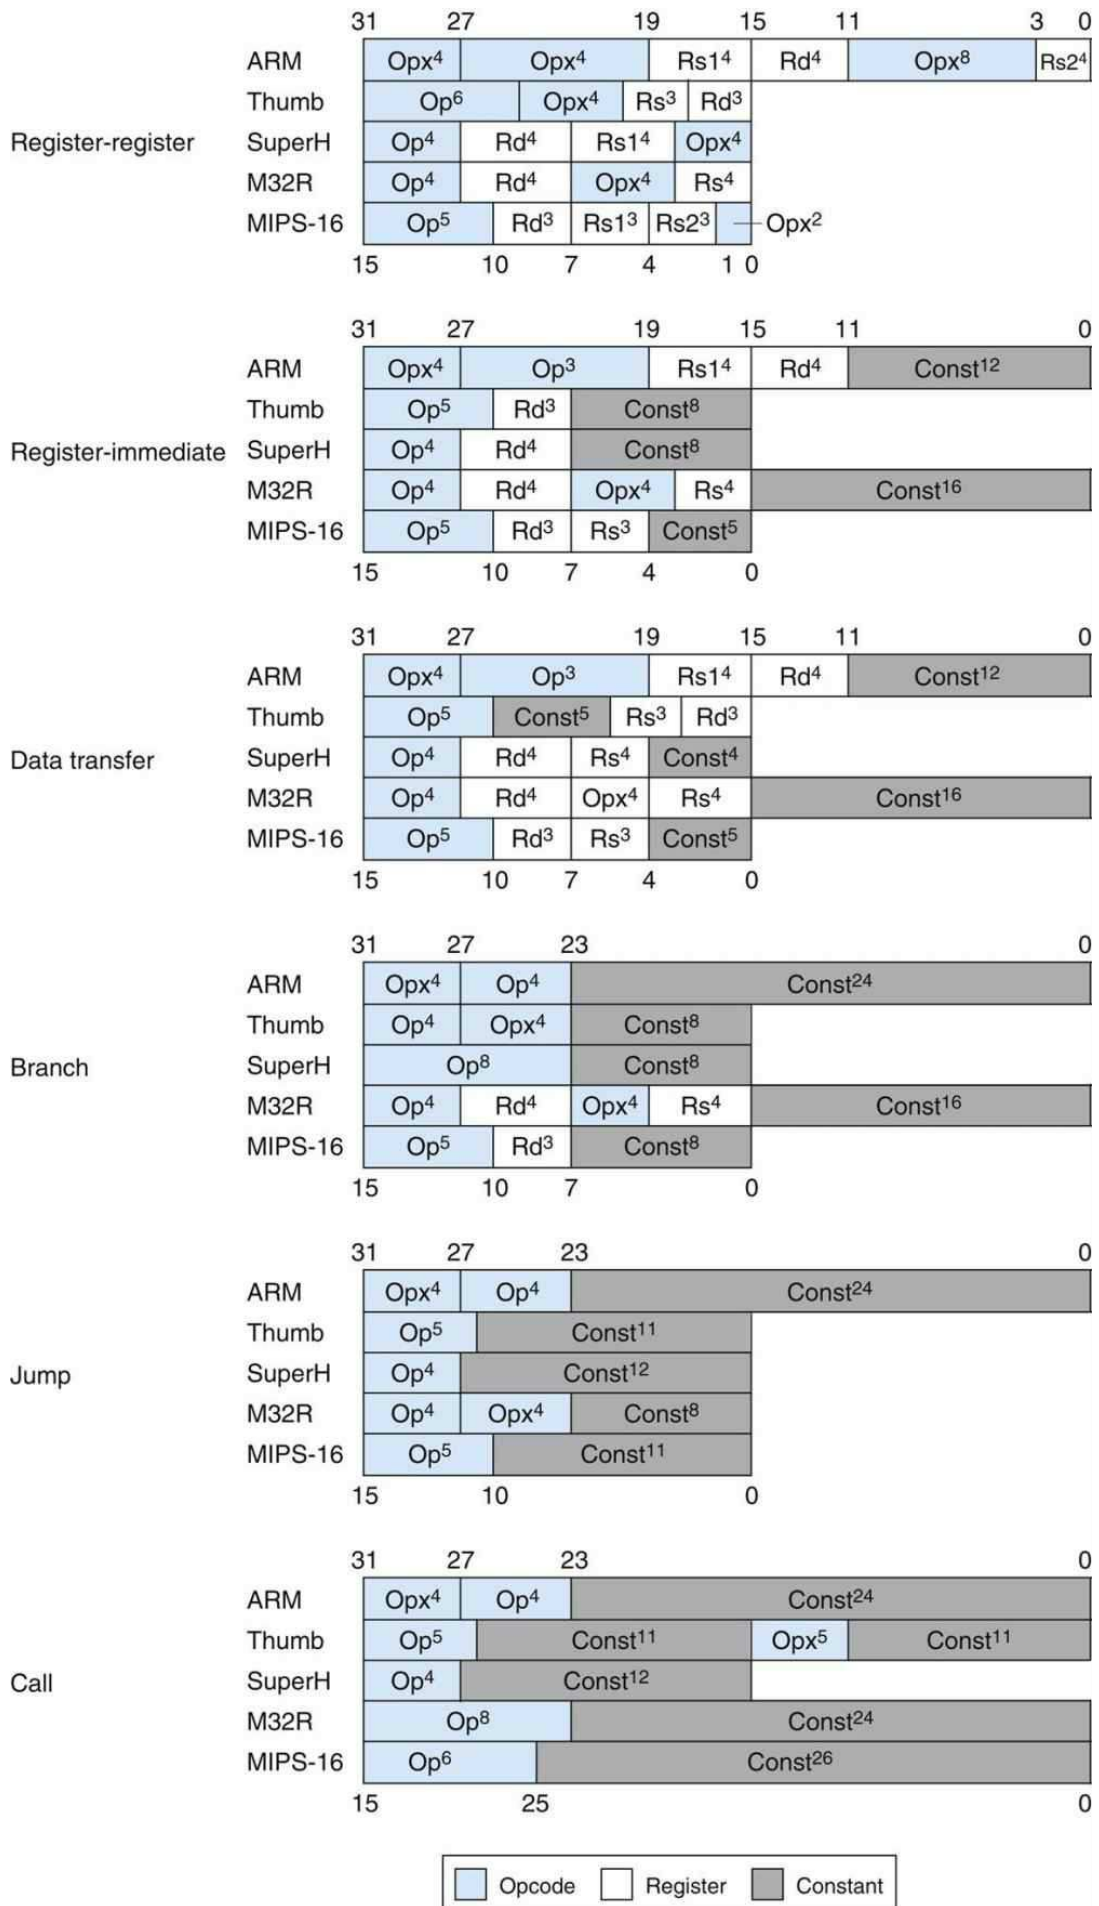 31 27 19 15 11 3 0
ARM Opx4 Opx4 Rs14 Rd4 Opx8 Rs24
Thumb Op6 Opx4 Rs3 Rd3
Register-register SuperH Op4 Rd4 Rs14 Opx4
M32R Op4 Rd4 Opx4 Rs4
MIPS-16 Op5 Rd3 Rs13 Rs23 Opx2
15 10 7 4 1 0
31 27 19 15 11 0
ARM Opx4 Op3 Rs14 Rd4 Const12
Thumb Op5 Rd3 Const8
Register-immediate SuperH Op4 Rd4 Const8
M32R Op4 Rd4 Opx4 Rs4 Const16
MIPS-16 Op5 Rd3 Rs3 Const5
15 10 7 4 0
31 27 19 15 11 0
ARM Opx4 Op3 Rs14 Rd4 Const12
Thumb Op5 Const5 Rs3 Rd3
Data transfer SuperH Op4 Rd4 Rs4 Const4
M32R Op4 Rd4 Opx4 Rs4 Const16
MIPS-16 Op5 Rd3 Rs3 Const5
15 10 7 4 0
31 27 23 0
ARM Opx4 Op4 Const24
Thumb Op4 Opx4 Const8
Branch SuperH Op8 Const8
M32R Op4 Rd4 Opx4 Rs4 Const16
MIPS-16 Op5 Rd3 Const8
15 10 7 0
31 27 23 0
ARM Opx4 Op4 Const24
Thumb Op5 Const11
Jump SuperH Op4 Const12
M32R Op4 Opx4 Const8
MIPS-16 Op5 Const11
15 10 0
31 27 23 0
ARM Opx4 Op4 Const24
Thumb Op5 Const11 Opx5 Const11
Call SuperH Op4 Const12
M32R Op8 Const24
MIPS-16 Op6 Const26
15 25 0
Opcode Register Constant